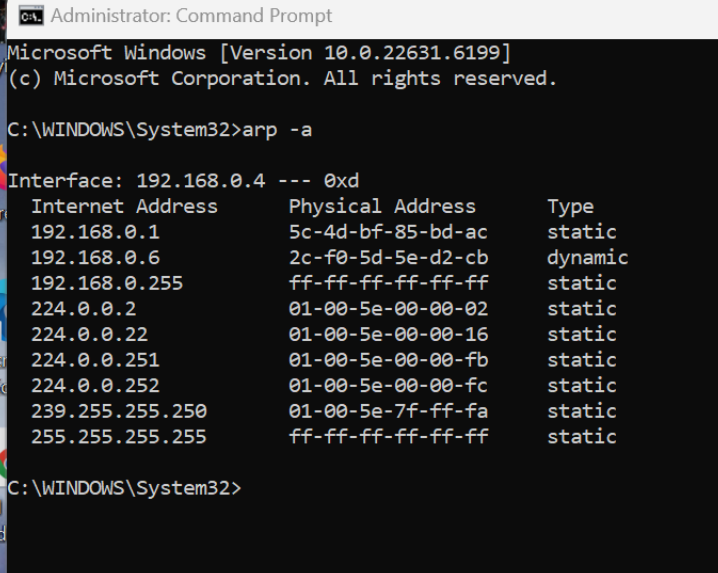 Administrator: Command Prompt
Microsoft Windows [Version 10.0.22631.6199]
(c) Microsoft Corporation. All rights reserved.
C:\WINDOWS\System32>arp -a
Interface: 192.168.0.4 --- 0xd
Internet Address Physical Address Type
192.168.0.1 5c-4d-bf-85-bd-ac static
192.168.0.6 2c-f0-5d-5e-d2-cb dynamic
192.168.0.255 ff-ff-ff-ff-ff-ff static
224.0.0.2 01-00-5e-00-00-02 static
224.0.0.22 01-00-5e-00-00-16 static
224.0.0.251 01-00-5e-00-00-fb static
224.0.0.252 01-00-5e-00-00-fc static
239.255.255.250 01-00-5e-7f-ff-fa static
255.255.255.255 ff-ff-ff-ff-ff-ff static
C:\WINDOWS\System32>